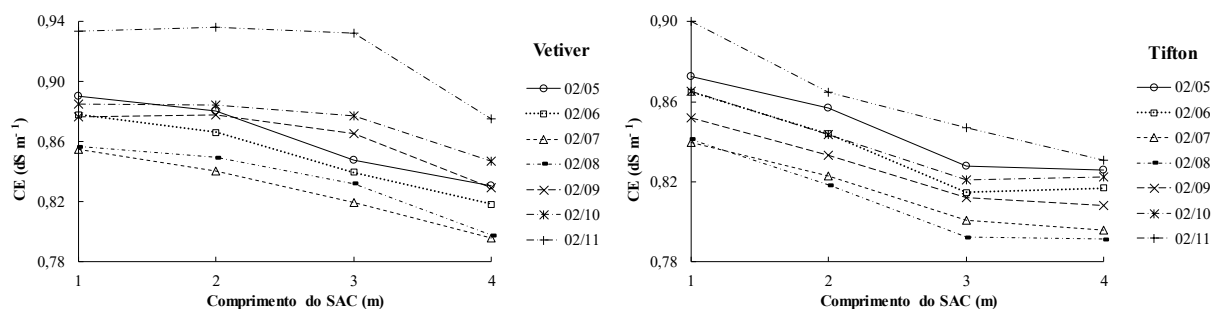 0,94
0,90
0,86
0,82
0,78
CE (dS m⁻¹)
1 2 3 4
Comprimento do SAC (m)
Vetiver
02/05
02/06
02/07
02/08
02/09
02/10
02/11
0,90
0,86
0,82
0,78
CE (dS m⁻¹)
1 2 3 4
Comprimento do SAC (m)
Tifton
02/05
02/06
02/07
02/08
02/09
02/10
02/11